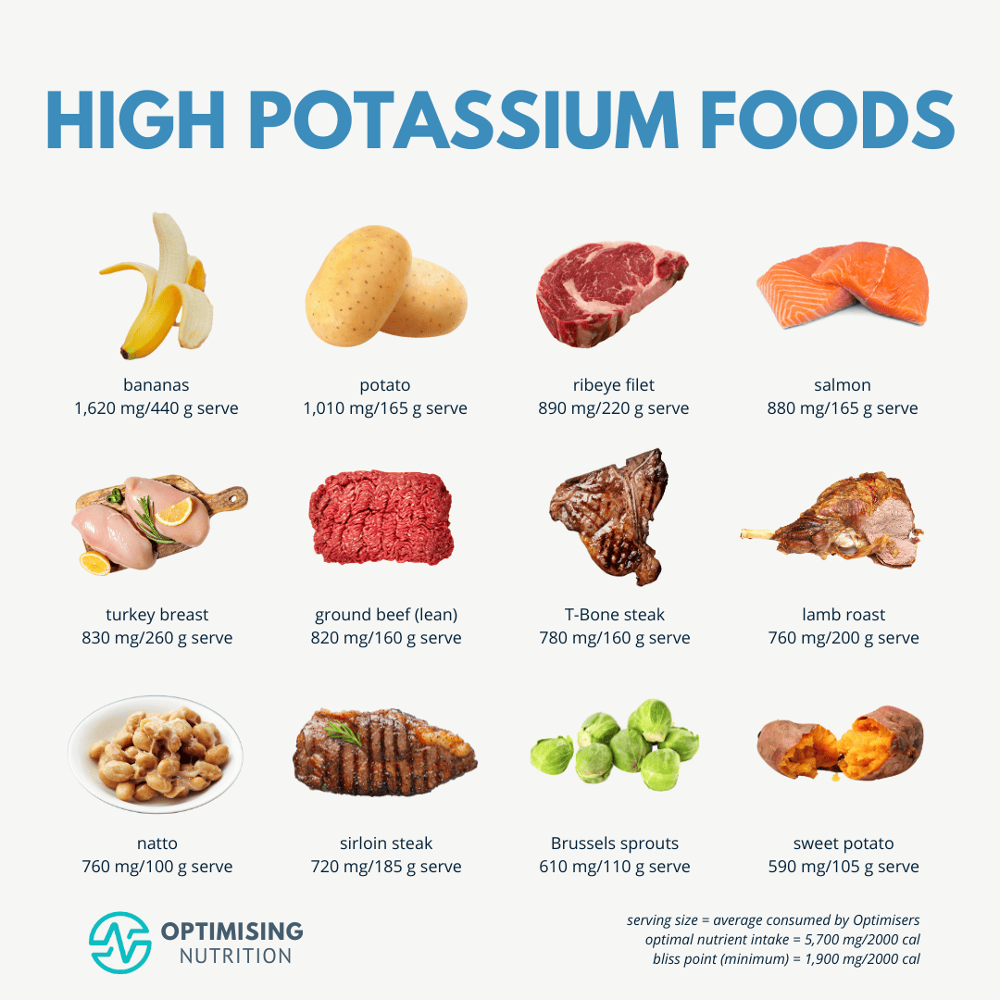 HIGH POTASSIUM FOODS
bananas
1,620 mg/440 g serve
potato
1,010 mg/165 g serve
ribeye filet
890 mg/220 g serve
salmon
880 mg/165 g serve
turkey breast
830 mg/260 g serve
ground beef (lean)
820 mg/160 g serve
T-Bone steak
780 mg/160 g serve
lamb roast
760 mg/200 g serve
natto
760 mg/100 g serve
sirloin steak
720 mg/185 g serve
Brussels sprouts
610 mg/110 g serve
sweet potato
590 mg/105 g serve
OPTIMISING
NUTRITION
serving size = average consumed by Optimisers
optimal nutrient intake = 5,700 mg/2000 cal
bliss point (minimum) = 1,900 mg/2000 cal